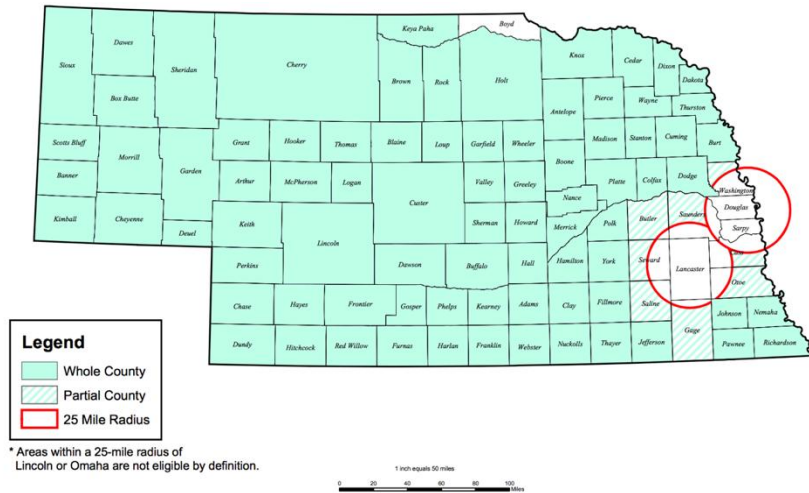 Keya Paha Boyd
Dawes Sioux Sheridan Cherry Knox Cedar Dixon
Brown Rock Holt Dakota
Box Butte Antelope Pierce Wayne Thurston
Scotts Bluff Morrill Garden Grant Hooker Thomas Blaine Loup Garfield Wheeler Madison Stanton Cuming Burt
Banner Boone
Arthur McPherson Logan Custer Valley Greeley Platte Colfax Dodge Washington
Kimball Cheyenne Nance Douglas
Deuel Keith Lincoln Sherman Howard Merrick Polk Butler Saunders Sarpy
Perkins Dawson Buffalo Hall Hamilton York Seward Lancaster
Otoe
Chase Hayes Frontier Gosper Phelps Kearney Adams Clay Fillmore Saline
Johnson Nemaha
Gage
Dundy Hitchcock Red Willow Furnas Harlan Franklin Webster Nuckolls Thayer Jefferson Pawnee Richardson
Legend
Whole County
Partial County
25 Mile Radius
* Areas within a 25-mile radius of
Lincoln or Omaha are not eligible by definition.
1 inch equals 50 miles
0 10 20 40 60 80 100
Miles